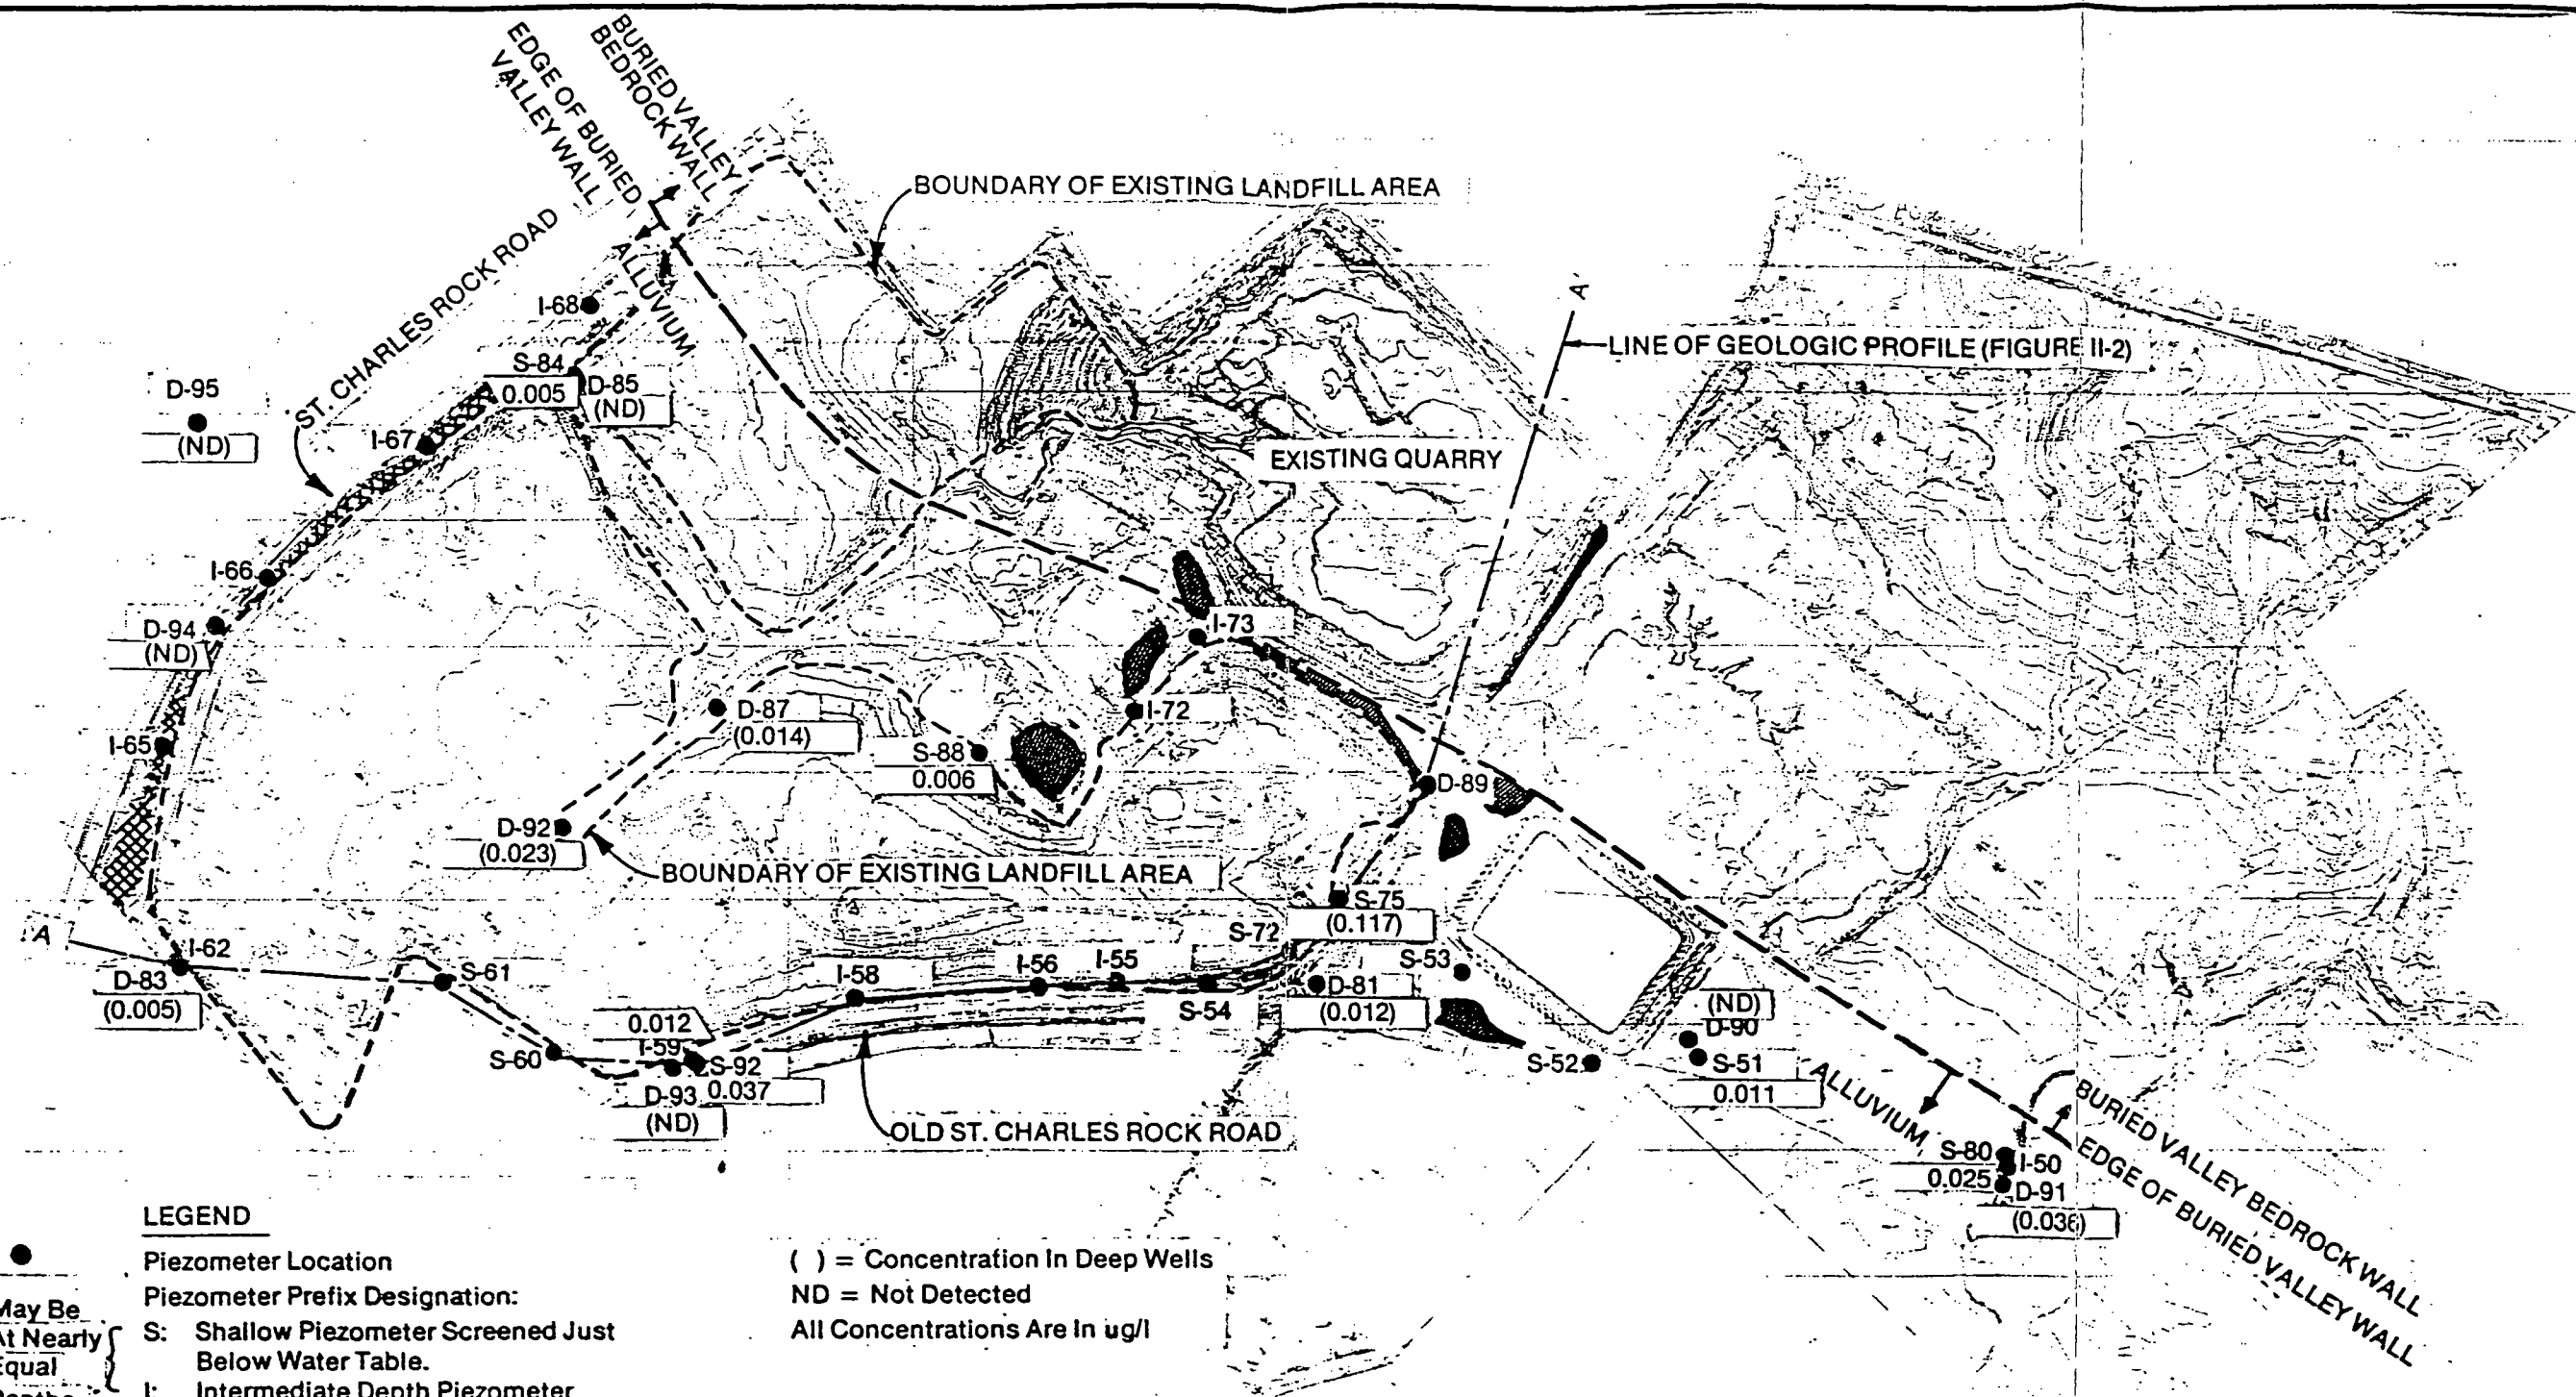 BURIED VALLEY
BEDROCK WALL
EDGE OF BURIED
VALLEY WALL
BOUNDARY OF EXISTING LANDFILL AREA
ALLUVIUM
ST. CHARLES ROCK ROAD
I-68
A
LINE OF GEOLOGIC PROFILE (FIGURE II-2)
S-84
0.005
D-85
(ND)
D-95
(ND)
I-67
EXISTING QUARRY
I-66
D-94
(ND)
I-73
I-65
D-87
(0.014)
I-72
S-88
0.006
D-89
D-92
(0.023)
BOUNDARY OF EXISTING LANDFILL AREA
S-75
(0.117)
A
I-62
D-83
(0.005)
S-61
S-72
I-58
I-56
I-55
S-54
S-53
D-81
(0.012)
(ND)
D-90
0.012
I-59
S-60
S-92
0.037
D-93
(ND)
S-52
S-51
0.011
OLD ST. CHARLES ROCK ROAD
ALLUVIUM
BURIED VALLEY BEDROCK WALL
EDGE OF BURIED VALLEY WALL
S-80
0.025
I-50
D-91
(0.036)
LEGEND
Piezometer Location
Piezometer Prefix Designation:
May Be
At Nearly
Equal
Depths
S: Shallow Piezometer Screened Just
Below Water Table.
I: Intermediate Depth Piezometer
( ) = Concentration In Deep Wells
ND = Not Detected
All Concentrations Are In ug/l